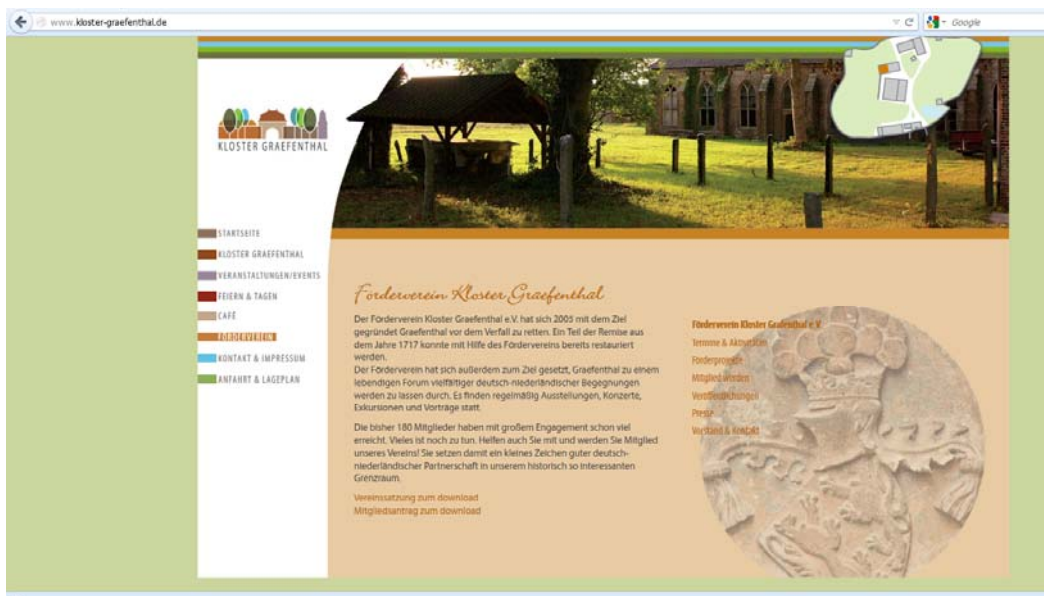 www.kloster-graefenthal.de
Google
KLOSTER GRAEFENTHAL
STARTSEITE
KLOSTER GRAEFENTHAL
VERANSTALTUNGEN/EVENTS
FEIERN & TAGEN
CAFÉ
FÖRDERVEREIN
KONTAKT & IMPRESSUM
ANFAHRT & LAGEPLAN
Förderverein Kloster Graefenthal
Der Förderverein Kloster Graefenthal e.V. hat sich 2005 mit dem Ziel
gegründet Graefenthal vor dem Verfall zu retten. Ein Teil der Remise aus
dem Jahre 1717 konnte mit Hilfe des Fördervereins bereits restauriert
werden.
Der Förderverein hat sich außerdem zum Ziel gesetzt, Graefenthal zu einem
lebendigen Forum vielfältiger deutsch-niederländischer Begegnungen
werden zu lassen durch. Es finden regelmäßig Ausstellungen, Konzerte,
Exkursionen und Vorträge statt.
Die bisher 180 Mitglieder haben mit großem Engagement schon viel
erreicht. Vieles ist noch zu tun. Helfen auch Sie mit und werden Sie Mitglied
unseres Vereins! Sie setzen damit ein kleines Zeichen guter deutsch-
niederländischer Partnerschaft in unserem historisch so interessanten
Grenzraum.
Vereinssatzung zum download
Mitgliedsantrag zum download
Förderverein Kloster Grafenthal e.V.
Termine & Aktivitäten
Förderprojekte
Mitglied werden
Veröffentlichungen
Presse
Vorstand & Kontakt